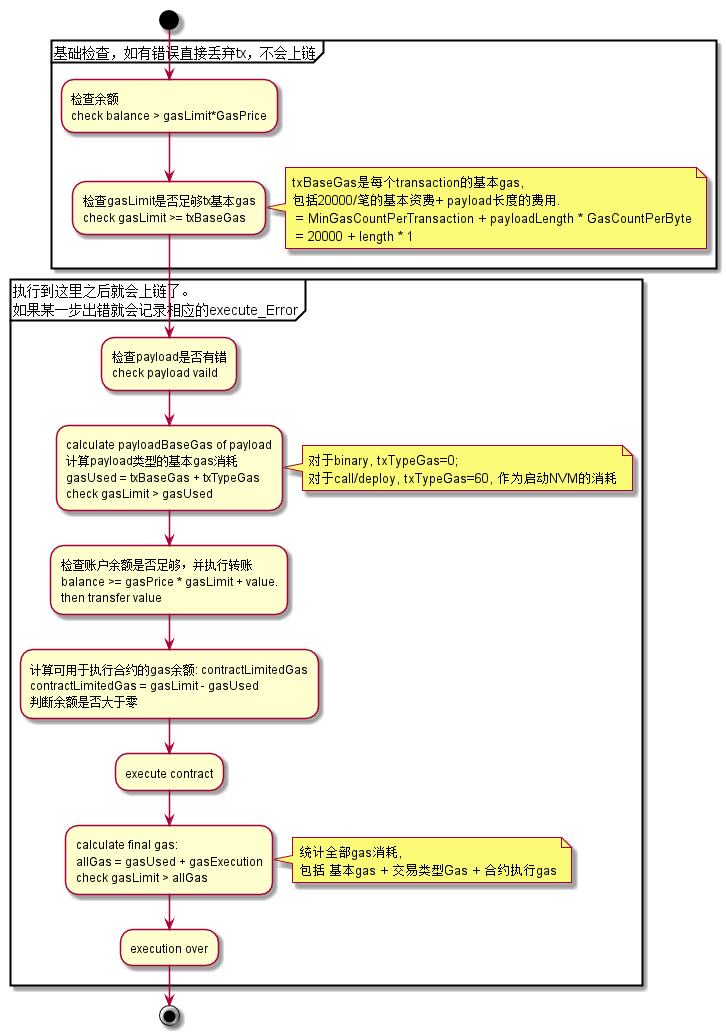 基础检查，如有错误直接丢弃tx，不会上链
检查余额
check balance > gasLimit*GasPrice
检查gasLimit是否足够tx基本gas
check gasLimit >= txBaseGas
txBaseGas是每个transaction的基本gas,
包括20000/笔的基本资费+ payload长度的费用.
= MinGasCountPerTransaction + payloadLength * GasCountPerByte
= 20000 + length * 1
执行到这里之后就会上链了。
如果某一步出错就会记录相应的execute_Error
检查payload是否有错
check payload vaild
calculate payloadBaseGas of payload
计算payload类型的基本gas消耗
gasUsed = txBaseGas + txTypeGas
check gasLimit > gasUsed
对于binary, txTypeGas=0;
对于call/deploy, txTypeGas=60, 作为启动NVM的消耗
检查账户余额是否足够，并执行转账
balance >= gasPrice * gasLimit + value.
then transfer value
计算可用于执行合约的gas余额: contractLimitedGas
contractLimitedGas = gasLimit - gasUsed
判断余额是否大于零
execute contract
calculate final gas:
allGas = gasUsed + gasExecution
check gasLimit > allGas
统计全部gas消耗,
包括 基本gas + 交易类型Gas + 合约执行gas
execution over